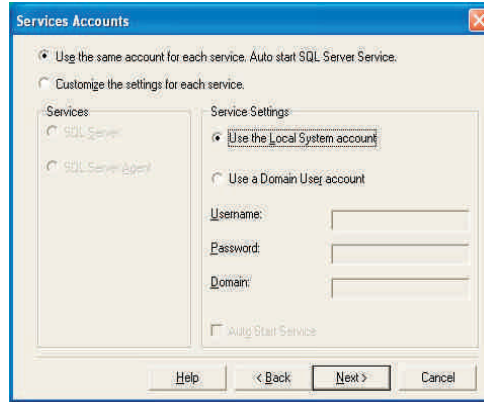 Services Accounts
Use the same account for each service. Auto start SQL Server Service.
Customize the settings for each service.
Services
SQL Server
SQL Server Agent
Service Settings
Use the Local System account
Use a Domain User account
Username:
Password:
Domain:
Auto Start Service
Help
< Back
Next >
Cancel